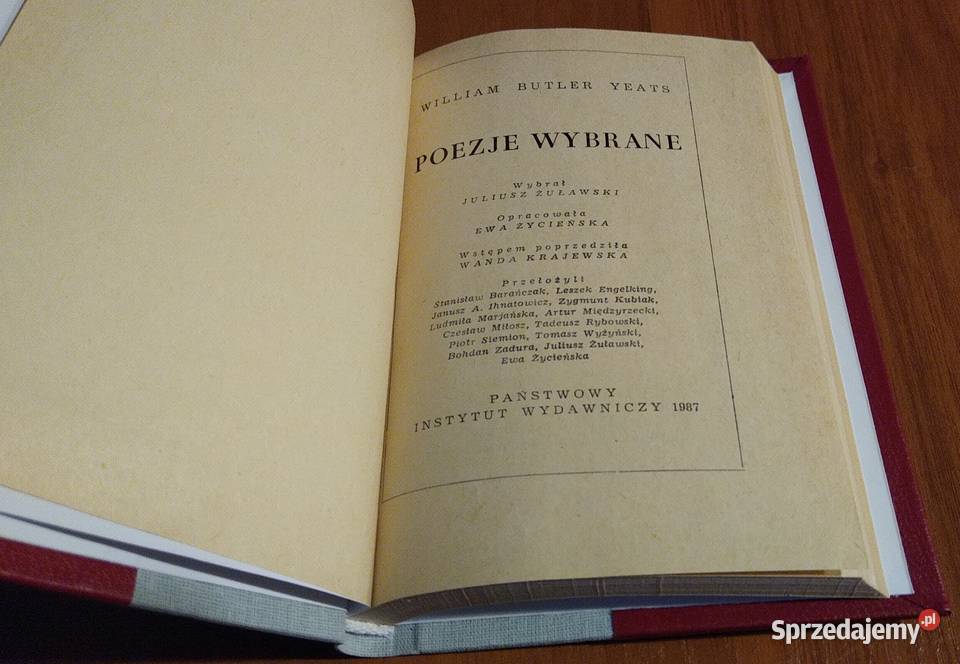 WILLIAM BUTLER YEATS
POEZJE WYBRANE
Wybrał
JULIUSZ ŻUŁAWSKI
Opracowała
EWA ŻYCIEŃSKA
Wstępem poprzedziła
WANDA KRAJEWSKA
Przełożyli
Stanisław Barańczak, Leszek Engelking,
Janusz A. Ihnatowicz, Zygmunt Kubiak,
Ludmiła Marjańska, Artur Międzyrzecki,
Czesław Miłosz, Tadeusz Rybowski,
Piotr Siemion, Tomasz Wyżyński,
Bohdan Zadura, Juliusz Żuławski,
Ewa Życieńska
PAŃSTWOWY
INSTYTUT WYDAWNICZY 1987
Sprzedajemy.pl